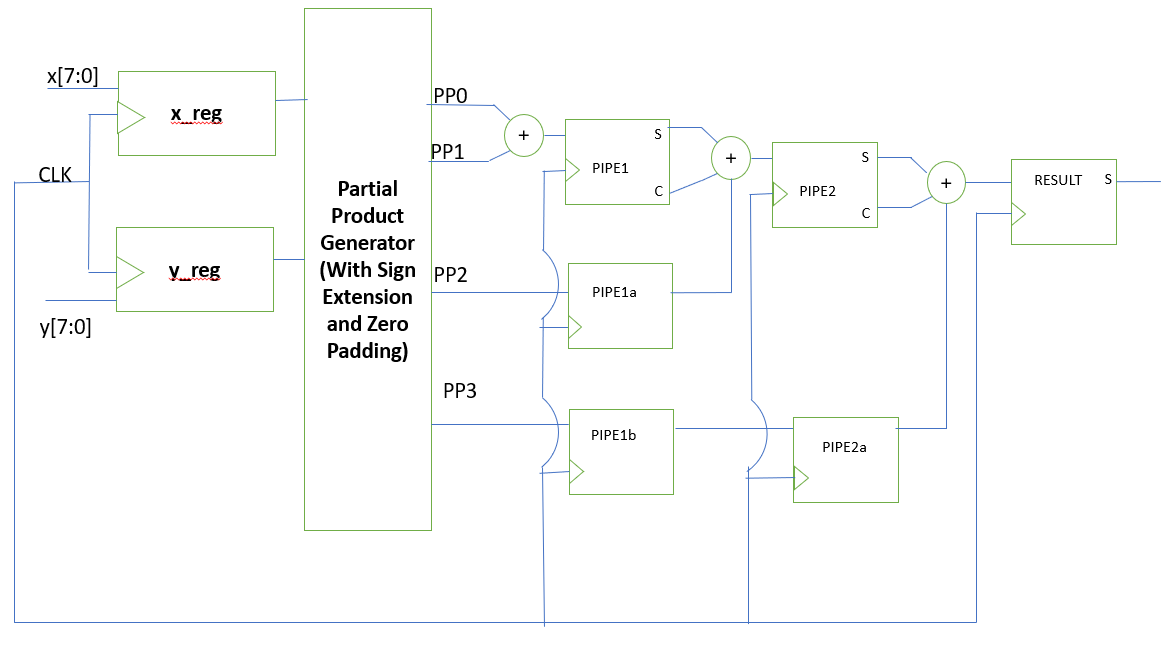 x[7:0]
x_reg
CLK
y_reg
y[7:0]
Partial
Product
Generator
(With Sign
Extension
and Zero
Padding)
PP0
PP1
PP2
PP3
+
PIPE1
S
C
PIPE1a
PIPE1b
+
PIPE2
S
C
PIPE2a
+
RESULT
S